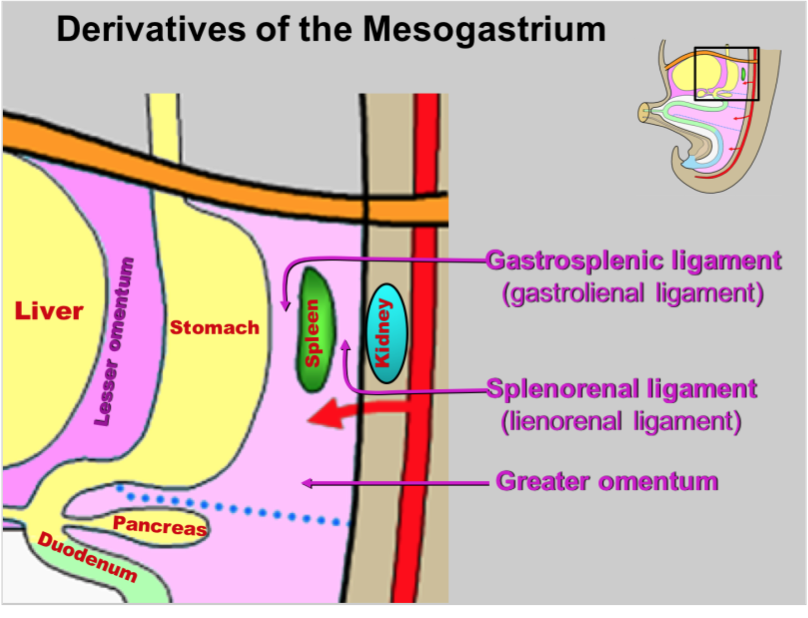 Derivatives of the Mesogastrium
Liver
Lesser omentum
Stomach
Spleen
Kidney
Gastrosplenic ligament
(gastrolienal ligament)
Splenorenal ligament
(lienorenal ligament)
Greater omentum
Pancreas
Duodenum